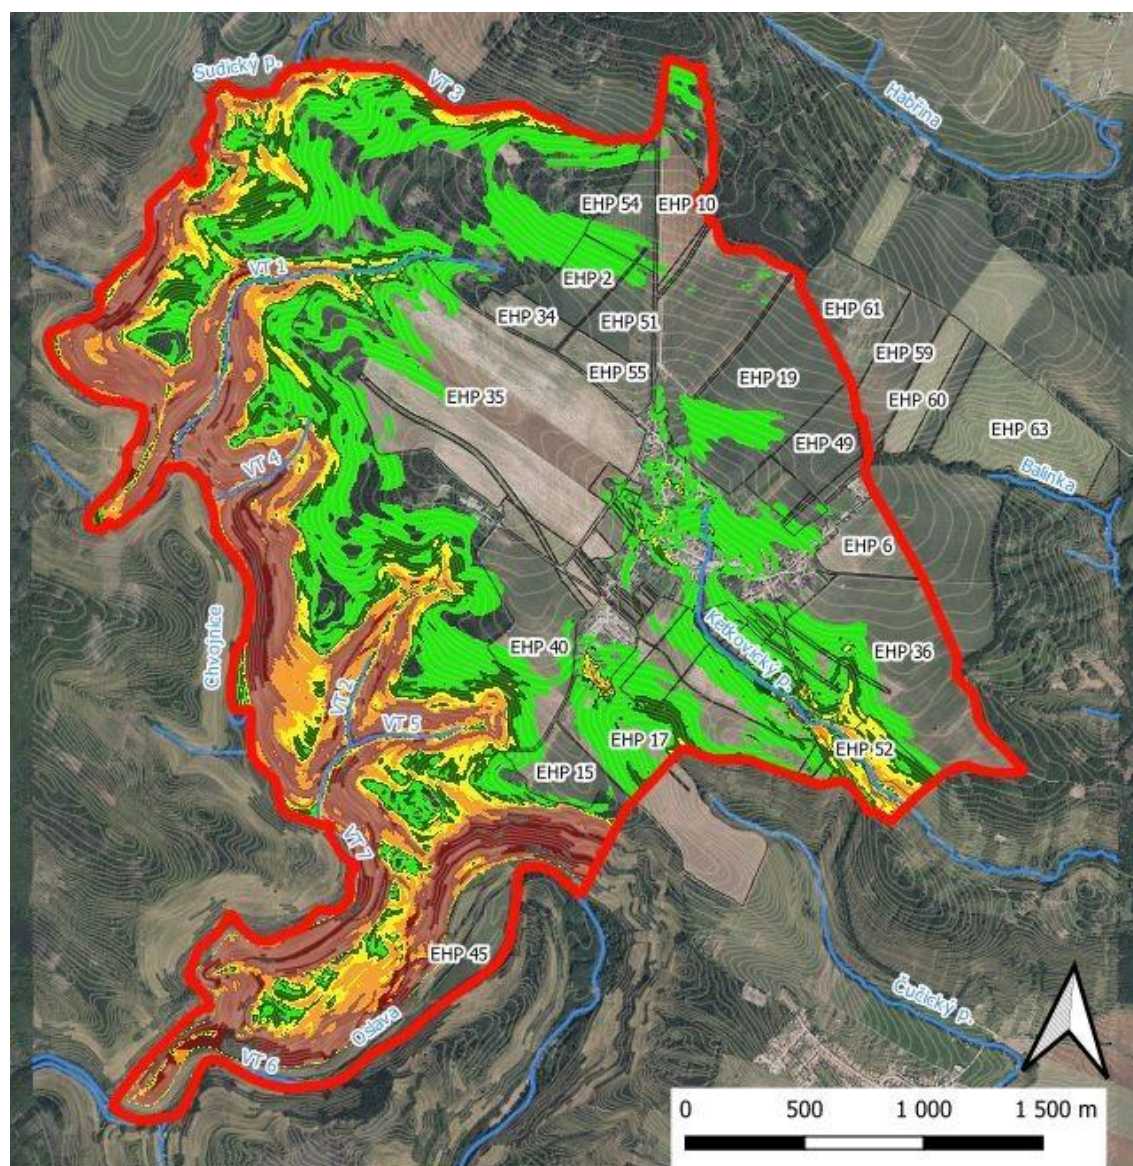 Sudický p.
VT 3
Habřina
EHP 54
EHP 10
VT 1
EHP 2
EHP 34
EHP 51
EHP 61
EHP 59
EHP 55
EHP 19
EHP 60
EHP 35
EHP 63
EHP 49
VT 4
Balinka
EHP 6
Chvojnice
Ketkovický p.
EHP 40
EHP 36
VT 2
VT 5
EHP 17
EHP 52
EHP 15
VT 7
EHP 45
Čučický p.
Oslava
VT 6
0 500 1 000 1 500 m